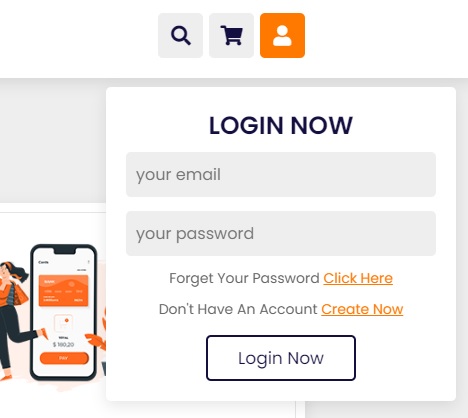 LOGIN NOW
your email
your password
Forget Your Password Click Here
Don't Have An Account Create Now
Login Now
$ 160.20
PAY